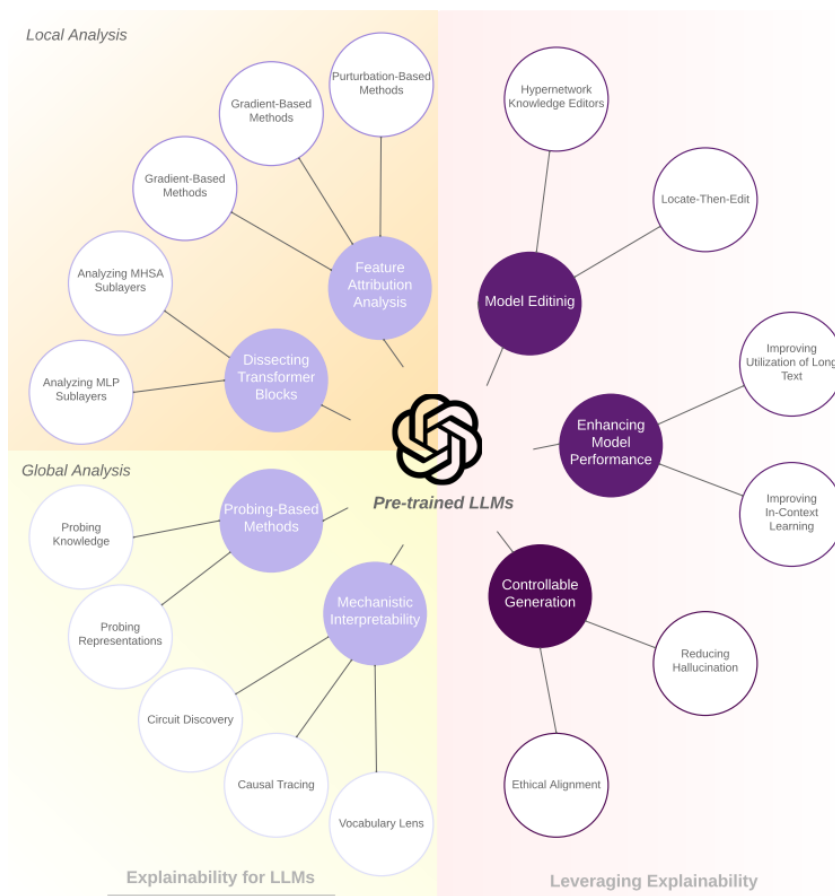 Local Analysis
Purturbation-Based
Methods
Gradient-Based
Methods
Gradient-Based
Methods
Analyzing MHSA
Sublayers
Analyzing MLP
Sublayers
Feature
Attribution
Analysis
Dissecting
Transformer
Blocks
Hypernetwork
Knowledge Editors
Locate-Then-Edit
Model Editinig
Improving
Utilization of Long
Text
Enhancing
Model
Performance
Improving
In-Context
Learning
Pre-trained LLMs
Global Analysis
Probing
Knowledge
Probing-Based
Methods
Probing
Representations
Mechanistic
Interpretability
Circuit Discovery
Causal Tracing
Vocabulary Lens
Controllable
Generation
Reducing
Hallucination
Ethical Alignment
Explainability for LLMs
Leveraging Explainability